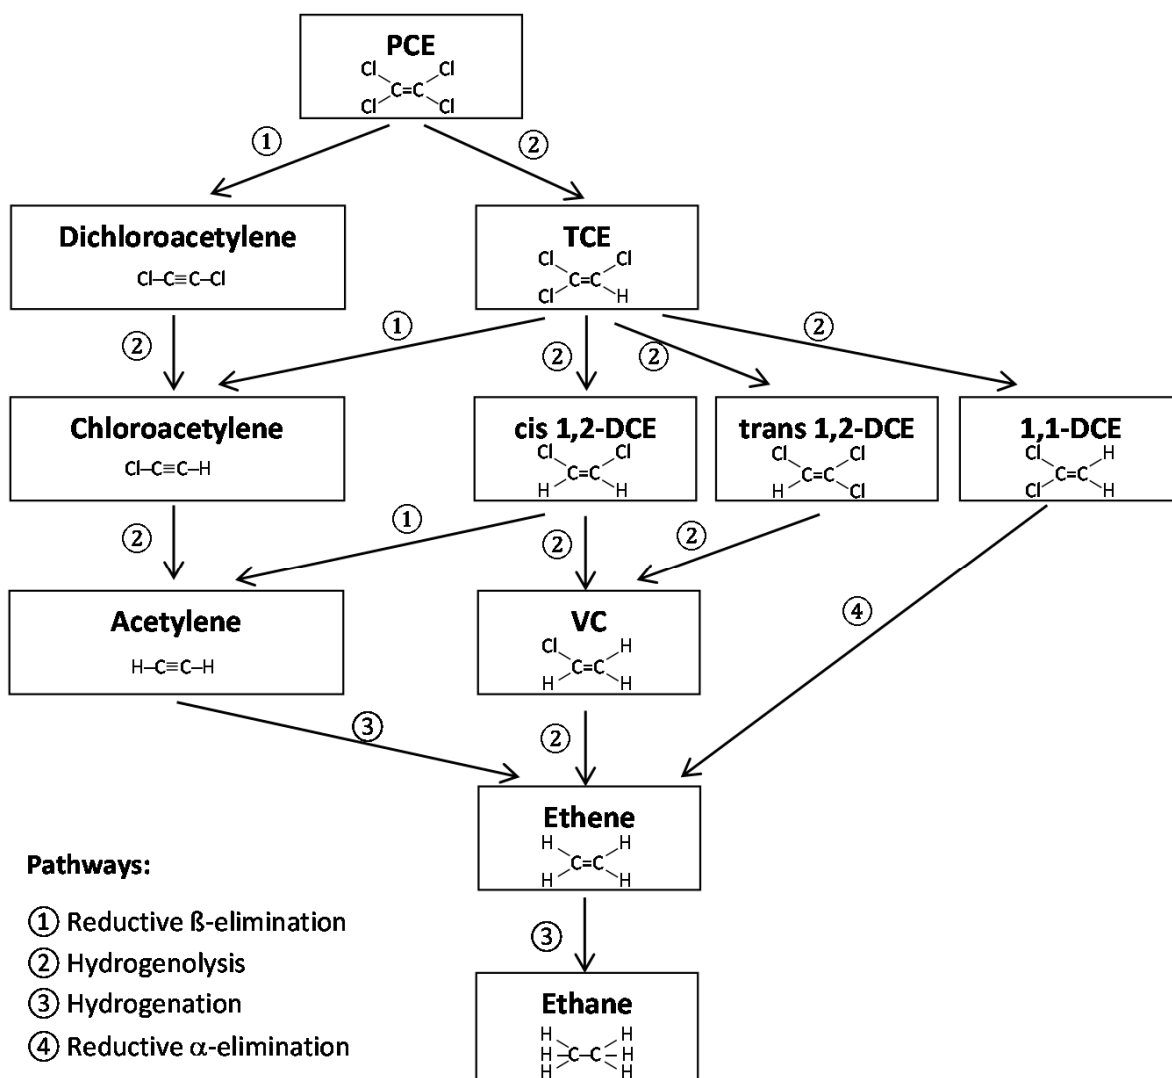 PCE
Cl Cl
C=C
Cl Cl
① ②
Dichloroacetylene
Cl–C≡C–Cl
TCE
Cl Cl
C=C
Cl H
② ① ② ② ②
Chloroacetylene
Cl–C≡C–H
cis 1,2-DCE
Cl Cl
C=C
H H
trans 1,2-DCE
Cl Cl
C=C
H Cl
1,1-DCE
Cl H
C=C
Cl H
② ① ② ②
④
Acetylene
H–C≡C–H
VC
Cl H
C=C
H H
③ ②
Ethene
H H
C=C
H H
③
Ethane
H H
H C–C H
H H
Pathways:
① Reductive ß-elimination
② Hydrogenolysis
③ Hydrogenation
④ Reductive α-elimination